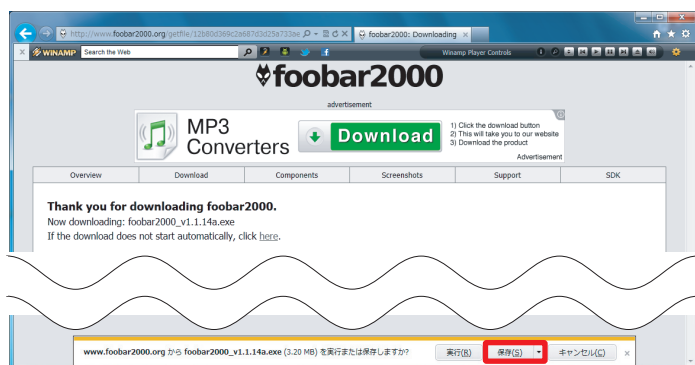 http://www.foobar2000.org/getfile/12b80d369c2a687d3d25e733ae
foobar2000: Downloading
WINAMP
Search the Web
Winamp Player Controls
foobar2000
advertisement
MP3
Converters
Download
1) Click the download button
2) This will take you to our website
3) Download the product
Advertisement
Overview Download Components Screenshots Support SDK
Thank you for downloading foobar2000.
Now downloading: foobar2000_v1.1.14a.exe
If the download does not start automatically, click here.
www.foobar2000.org から foobar2000_v1.1.14a.exe (3.20 MB) を実行または保存しますか?
実行(R) 保存(S) キャンセル(C)